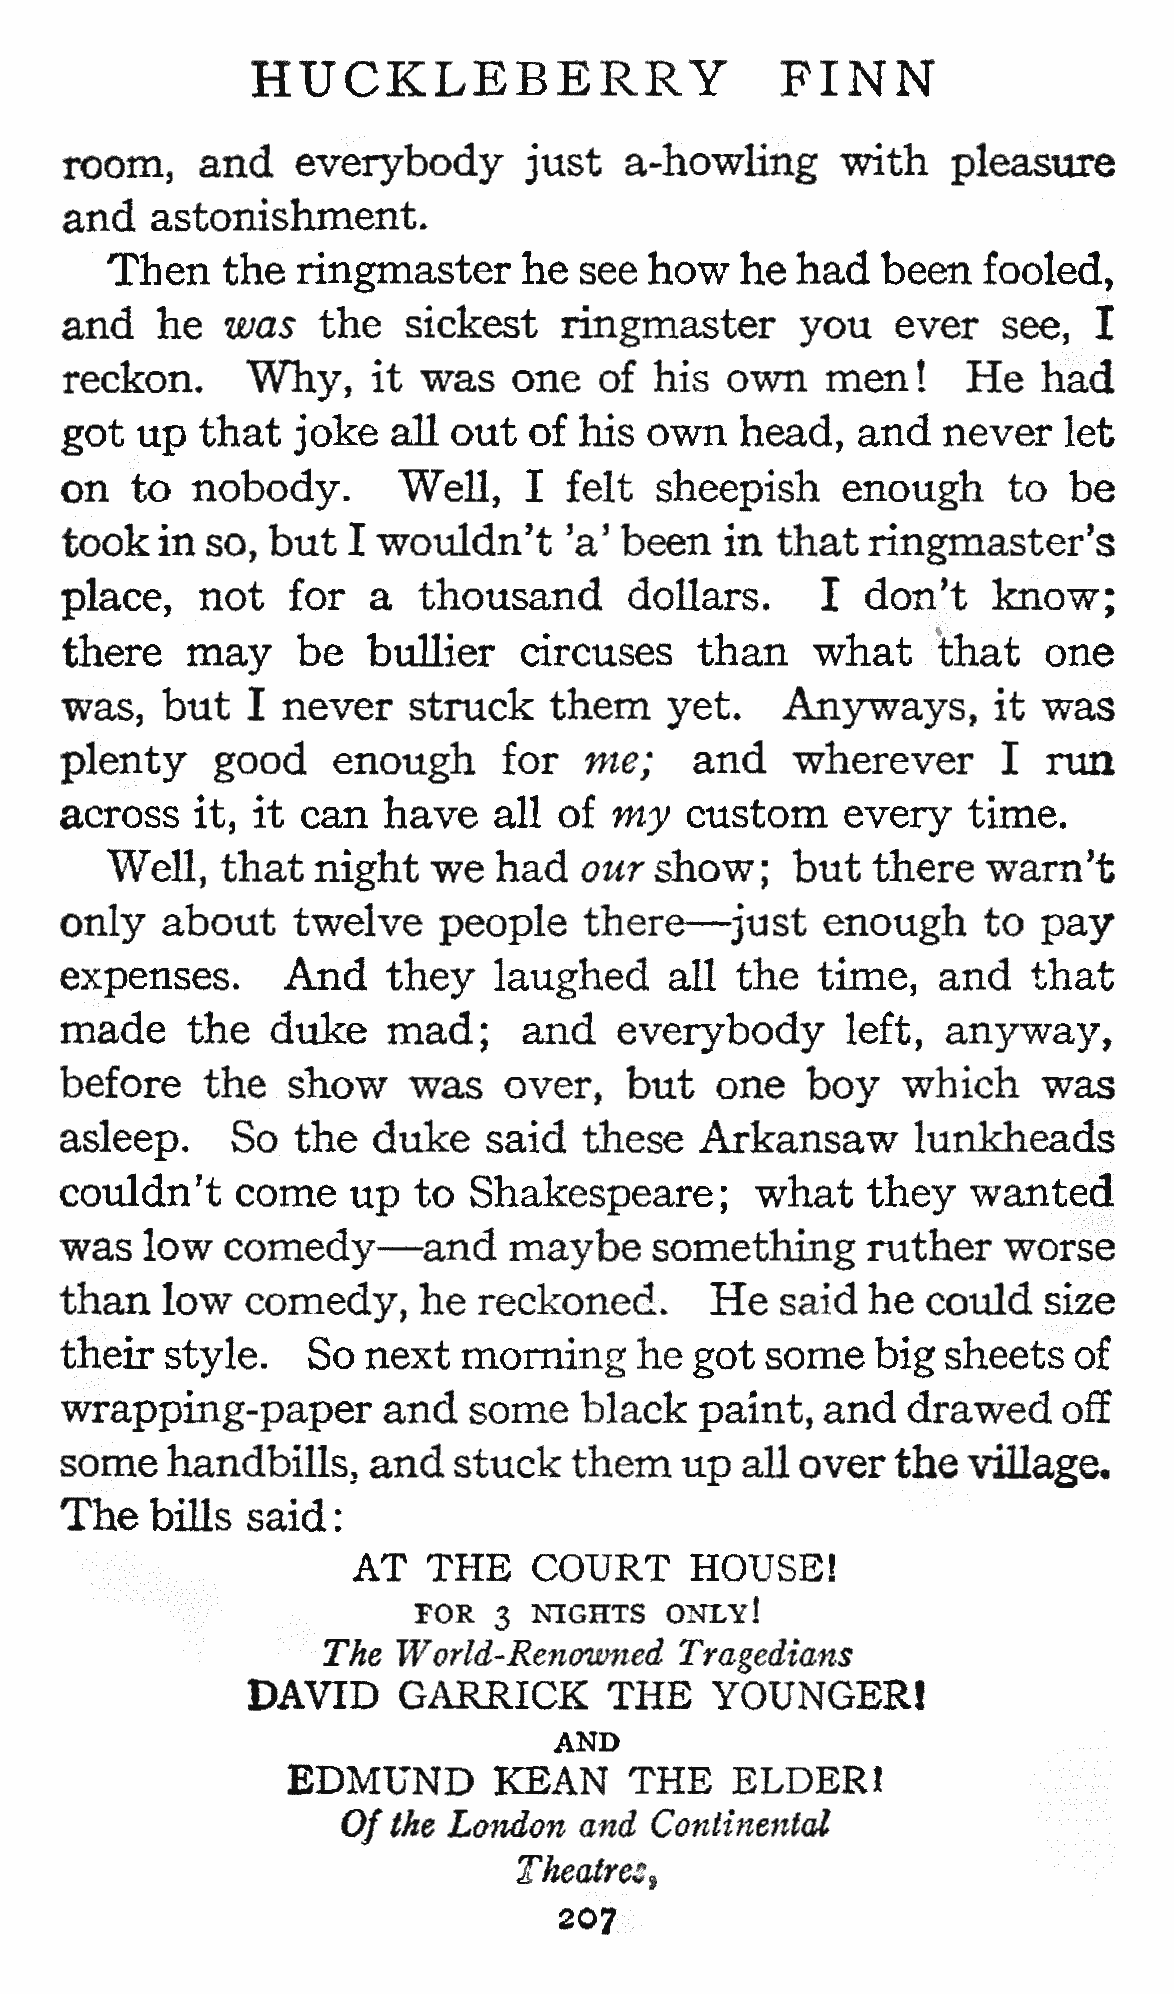 HUCKLEBERRY FINN
room, and everybody just a-howling with pleasure
and astonishment.
Then the ringmaster he see how he had been fooled,
and he was the sickest ringmaster you ever see, I
reckon. Why, it was one of his own men! He had
got up that joke all out of his own head, and never let
on to nobody. Well, I felt sheepish enough to be
took in so, but I wouldn't 'a' been in that ringmaster's
place, not for a thousand dollars. I don't know;
there may be bullier circuses than what that one
was, but I never struck them yet. Anyways, it was
plenty good enough for me; and wherever I run
across it, it can have all of my custom every time.
Well, that night we had our show; but there warn't
only about twelve people there—just enough to pay
expenses. And they laughed all the time, and that
made the duke mad; and everybody left, anyway,
before the show was over, but one boy which was
asleep. So the duke said these Arkansaw lunkheads
couldn't come up to Shakespeare; what they wanted
was low comedy—and maybe something ruther worse
than low comedy, he reckoned. He said he could size
their style. So next morning he got some big sheets of
wrapping-paper and some black paint, and drawed off
some handbills, and stuck them up all over the village.
The bills said:
AT THE COURT HOUSE!
FOR 3 NIGHTS ONLY!
The World-Renowned Tragedians
DAVID GARRICK THE YOUNGER!
AND
EDMUND KEAN THE ELDER!
Of the London and Continental
Theatres,
207